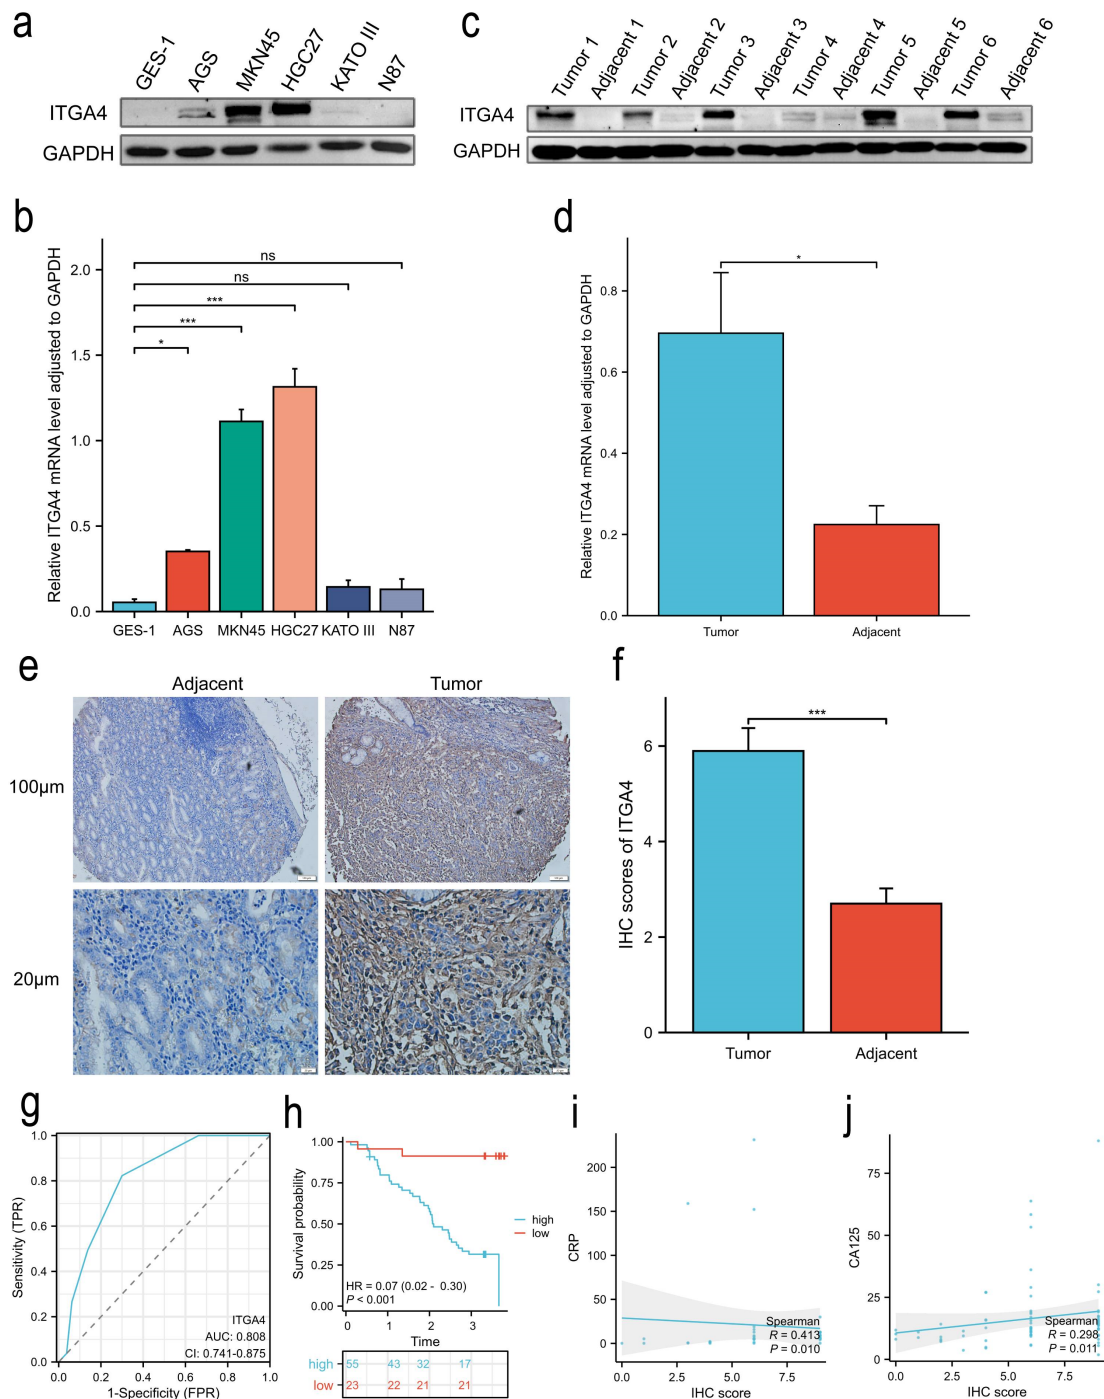 a
GES-1
AGS
MKN45
HGC27
KATO III
N87
ITGA4
GAPDH
c
Tumor 1
Adjacent 1
Tumor 2
Adjacent 2
Tumor 3
Adjacent 3
Tumor 4
Adjacent 4
Tumor 5
Adjacent 5
Tumor 6
Adjacent 6
ITGA4
GAPDH
b
Relative ITGA4 mRNA level adjusted to GAPDH
2.0
1.5
1.0
0.5
0.0
ns
ns
***
***
*
GES-1 AGS MKN45 HGC27 KATO III N87
d
Relative ITGA4 mRNA level adjusted to GAPDH
0.8
0.6
0.4
0.2
0.0
*
Tumor Adjacent
e
Adjacent Tumor
100μm
20μm
f
IHC scores of ITGA4
6
4
2
0
***
Tumor Adjacent
g
Sensitivity (TPR)
1.0
0.8
0.6
0.4
0.2
0.0
ITGA4
AUC: 0.808
CI: 0.741-0.875
0.0 0.2 0.4 0.6 0.8 1.0
1-Specificity (FPR)
h
Survival probability
1.00
0.75
0.50
0.25
0.00
high
low
HR = 0.07 (0.02 - 0.30)
P < 0.001
0 1 2 3
Time
high 55 43 32 17
low 23 22 21 21
i
CRP
200
150
100
50
0
Spearman
R = 0.413
P = 0.010
0.0 2.5 5.0 7.5
IHC score
j
CA125
75
50
25
0
Spearman
R = 0.298
P = 0.011
0.0 2.5 5.0 7.5
IHC score